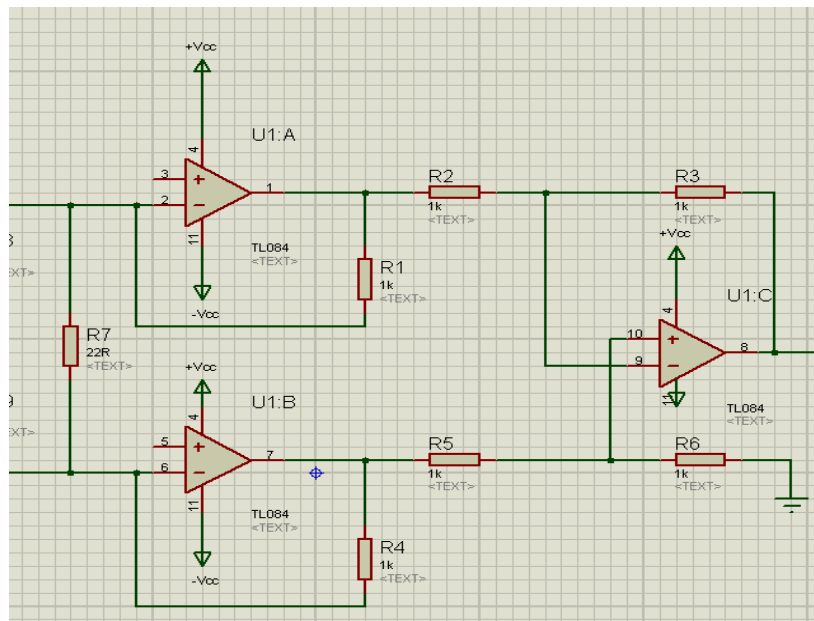 +Vcc
U1:A
4
3
+
1
2
−
11
TL084
<TEXT>
-Vcc
R2
1k
<TEXT>
R3
1k
<TEXT>
R1
1k
<TEXT>
+Vcc
U1:C
4
10
+
8
9
−
11
TL084
<TEXT>
R7
22R
<TEXT>
+Vcc
U1:B
4
5
+
7
6
−
11
TL084
<TEXT>
-Vcc
R5
1k
<TEXT>
R6
1k
<TEXT>
R4
1k
<TEXT>